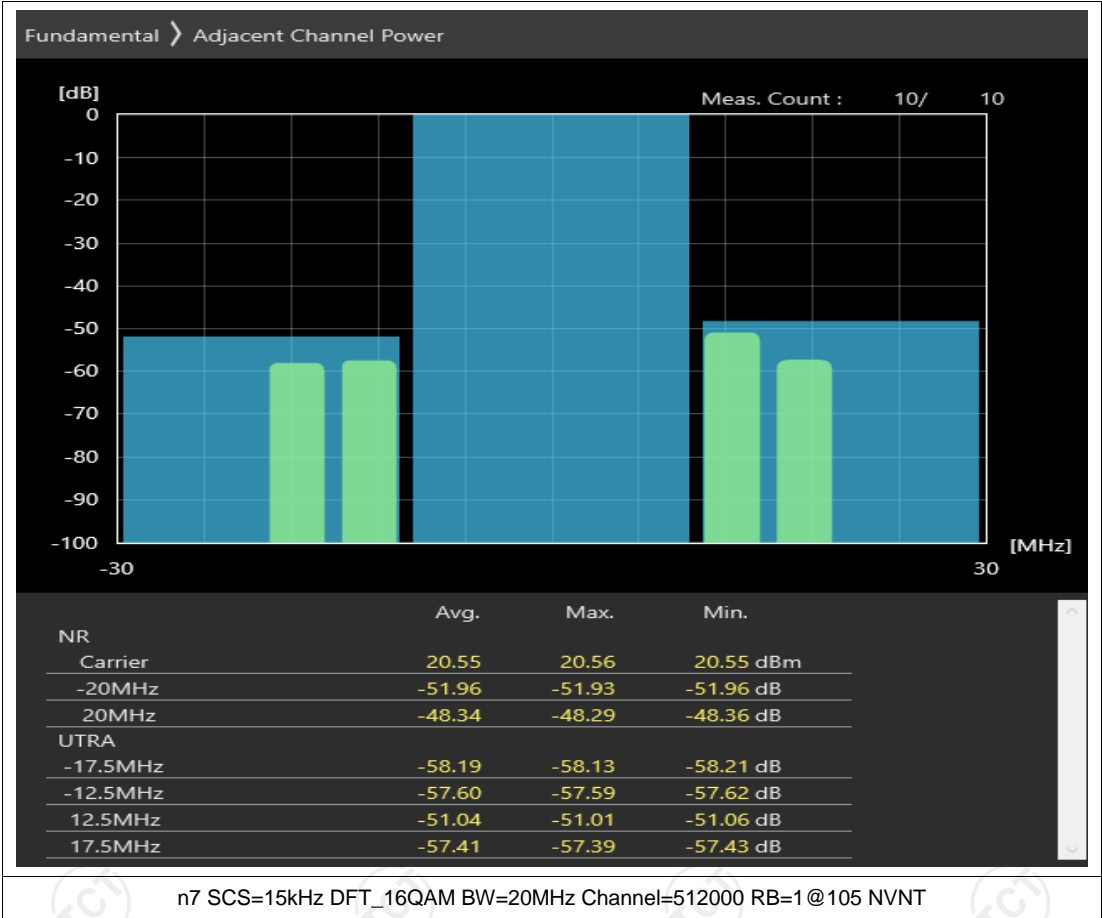 Fundamental ❯ Adjacent Channel Power
[dB]
Meas. Count : 10/ 10
0
-10
-20
-30
-40
-50
-60
-70
-80
-90
-100
[MHz]
-30 30
Avg. Max. Min.
NR
Carrier 20.55 20.56 20.55 dBm
-20MHz -51.96 -51.93 -51.96 dB
20MHz -48.34 -48.29 -48.36 dB
UTRA
-17.5MHz -58.19 -58.13 -58.21 dB
-12.5MHz -57.60 -57.59 -57.62 dB
12.5MHz -51.04 -51.01 -51.06 dB
17.5MHz -57.41 -57.39 -57.43 dB
n7 SCS=15kHz DFT_16QAM BW=20MHz Channel=512000 RB=1@105 NVNT
TCT TCT TCT TCT